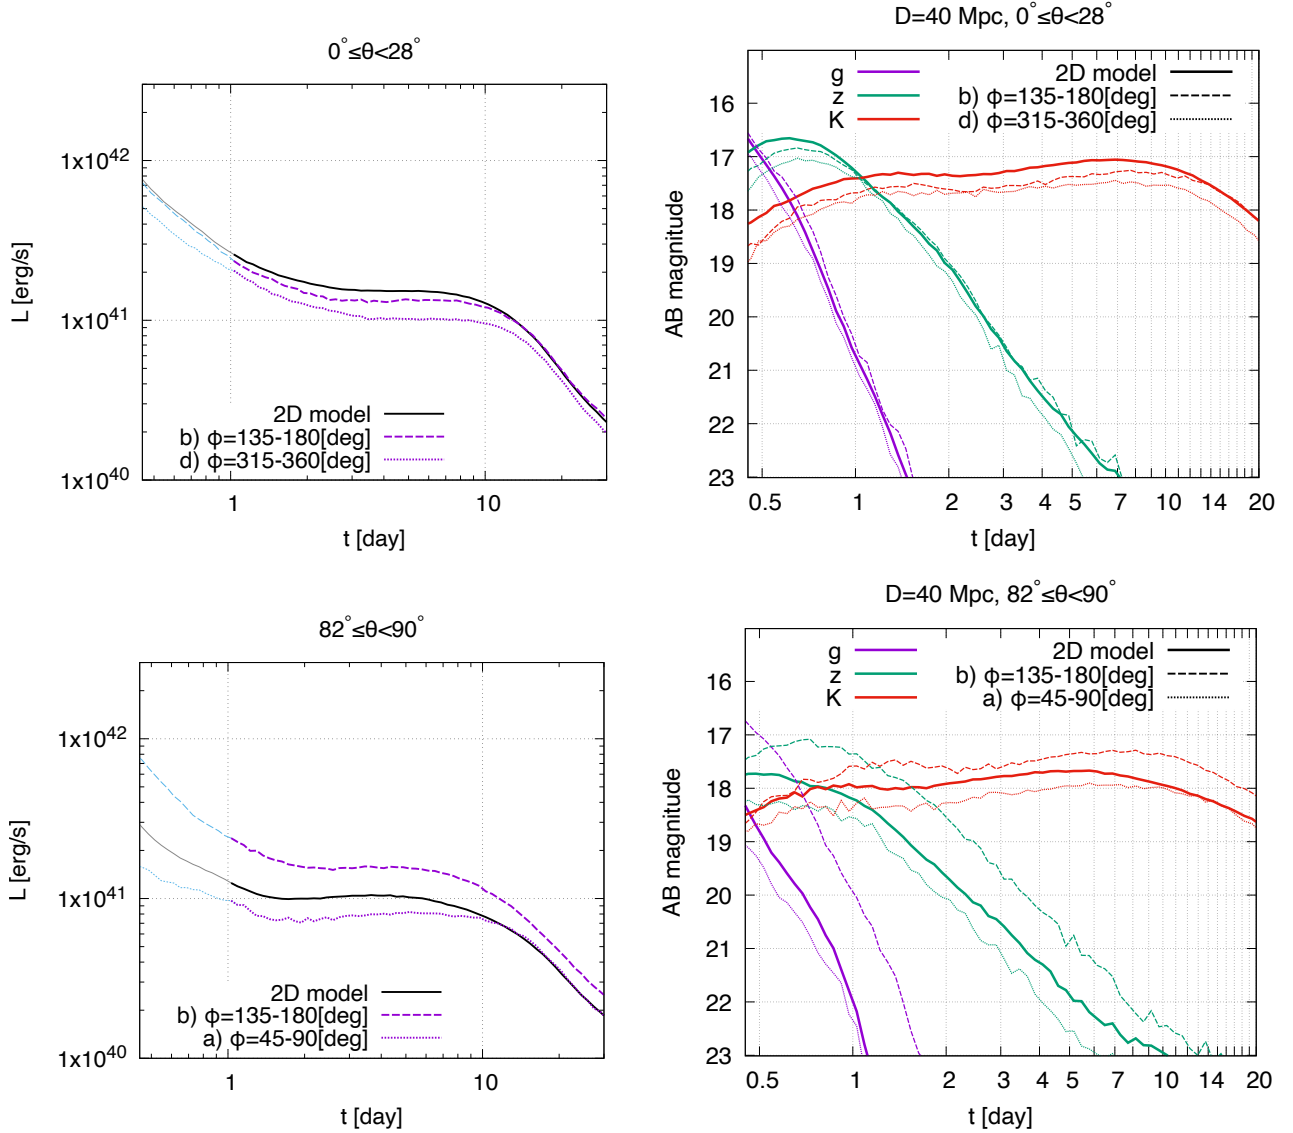 0°≤θ<28°
L [erg/s]
1x10^42
1x10^41
1x10^40
2D model
b) ϕ=135-180[deg]
d) ϕ=315-360[deg]
1 10
t [day]
D=40 Mpc, 0°≤θ<28°
AB magnitude
g 2D model
z b) ϕ=135-180[deg]
K d) ϕ=315-360[deg]
16
17
18
19
20
21
22
23
0.5 1 2 3 4 5 7 10 14 20
t [day]
82°≤θ<90°
L [erg/s]
1x10^42
1x10^41
1x10^40
2D model
b) ϕ=135-180[deg]
a) ϕ=45-90[deg]
1 10
t [day]
D=40 Mpc, 82°≤θ<90°
AB magnitude
g 2D model
z b) ϕ=135-180[deg]
K a) ϕ=45-90[deg]
16
17
18
19
20
21
22
23
0.5 1 2 3 4 5 7 10 14 20
t [day]